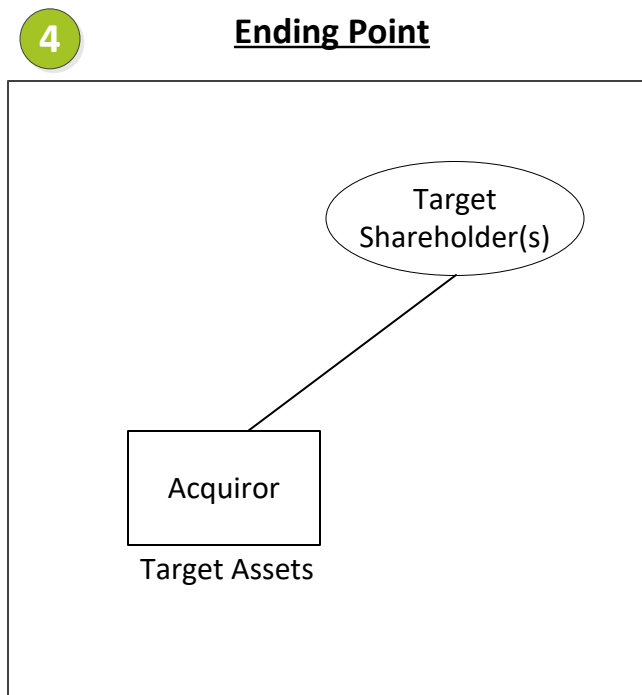 4
Ending Point
Target
Shareholder(s)
Acquiror
Target Assets